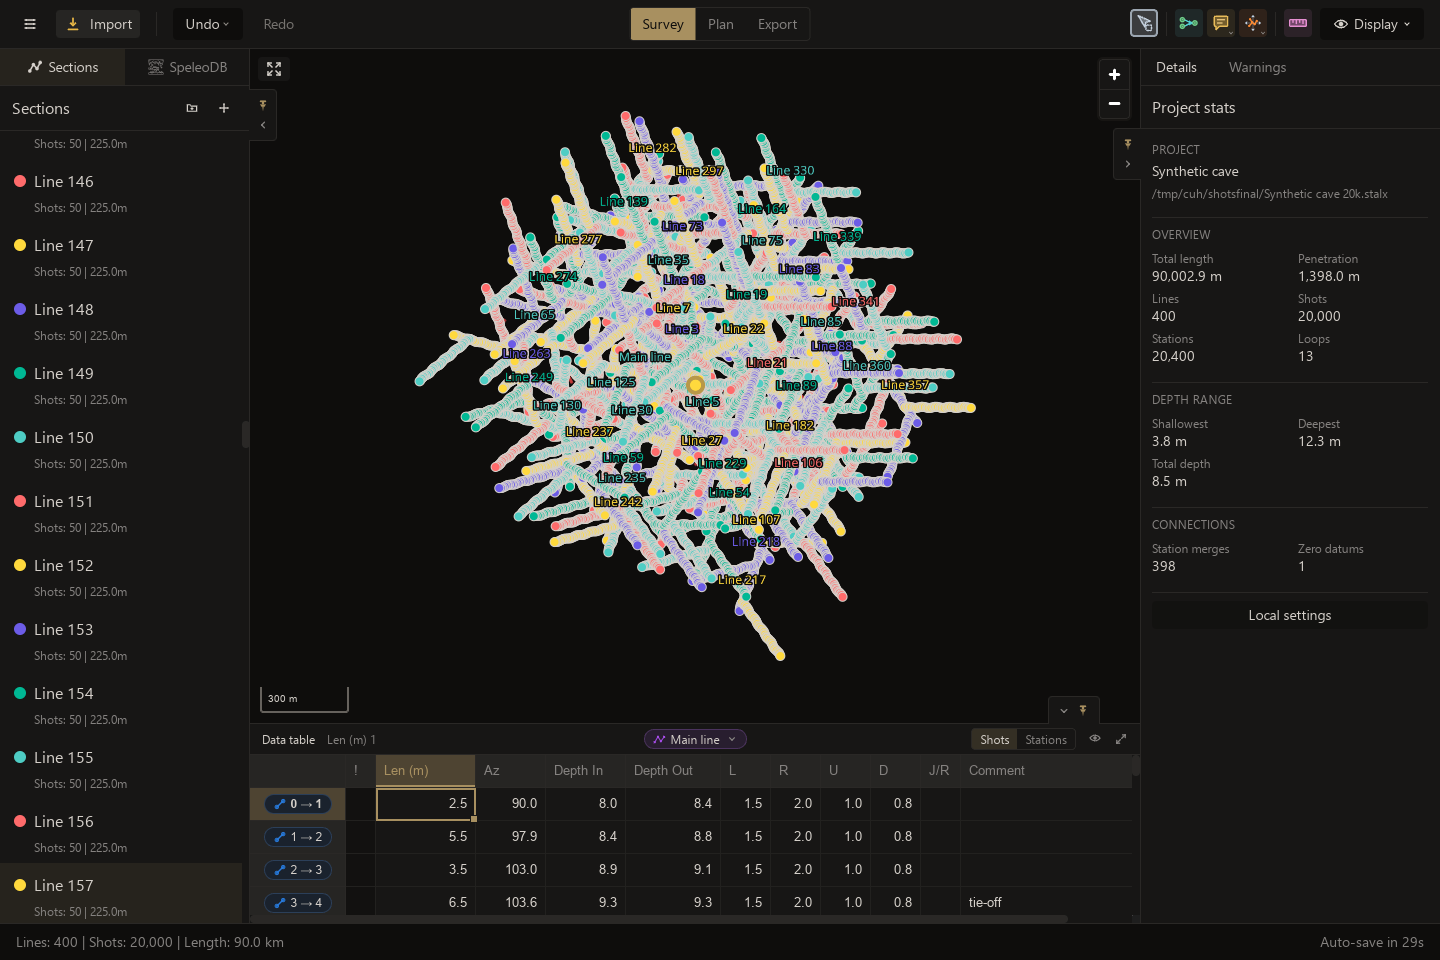 Import
Undo
Redo
Survey
Plan
Export
Display
Sections
SpeleoDB
Details
Warnings
Sections
Shots: 50 | 225.0m
Line 146
Shots: 50 | 225.0m
Line 147
Shots: 50 | 225.0m
Line 148
Shots: 50 | 225.0m
Line 149
Shots: 50 | 225.0m
Line 150
Shots: 50 | 225.0m
Line 151
Shots: 50 | 225.0m
Line 152
Shots: 50 | 225.0m
Line 153
Shots: 50 | 225.0m
Line 154
Shots: 50 | 225.0m
Line 155
Shots: 50 | 225.0m
Line 156
Shots: 50 | 225.0m
Line 157
Shots: 50 | 225.0m
Line 282
Line 297
Line 330
Line 139
Line 164
Line 73
Line 277
Line 75
Line 339
Line 35
Line 83
Line 274
Line 18
Line 19
Line 341
Line 7
Line 65
Line 85
Line 3
Line 22
Line 88
Line 263
Main line
Line 21
Line 360
Line 249
Line 125
Line 89
Line 357
Line 5
Line 130
Line 30
Line 182
Line 237
Line 27
Line 59
Line 229
Line 106
Line 235
Line 54
Line 242
Line 107
Line 218
Line 217
300 m
Data table Len (m) 1
Main line
Shots Stations
! Len (m) Az Depth In Depth Out L R U D J/R Comment
0 → 1 2.5 90.0 8.0 8.4 1.5 2.0 1.0 0.8
1 → 2 5.5 97.9 8.4 8.8 1.5 2.0 1.0 0.8
2 → 3 3.5 103.0 8.9 9.1 1.5 2.0 1.0 0.8
3 → 4 6.5 103.6 9.3 9.3 1.5 2.0 1.0 0.8 tie-off
Project stats
PROJECT
Synthetic cave
/tmp/cuh/shotsfinal/Synthetic cave 20k.stalx
OVERVIEW
Total length Penetration
90,002.9 m 1,398.0 m
Lines Shots
400 20,000
Stations Loops
20,400 13
DEPTH RANGE
Shallowest Deepest
3.8 m 12.3 m
Total depth
8.5 m
CONNECTIONS
Station merges Zero datums
398 1
Local settings
Lines: 400 | Shots: 20,000 | Length: 90.0 km
Auto-save in 29s